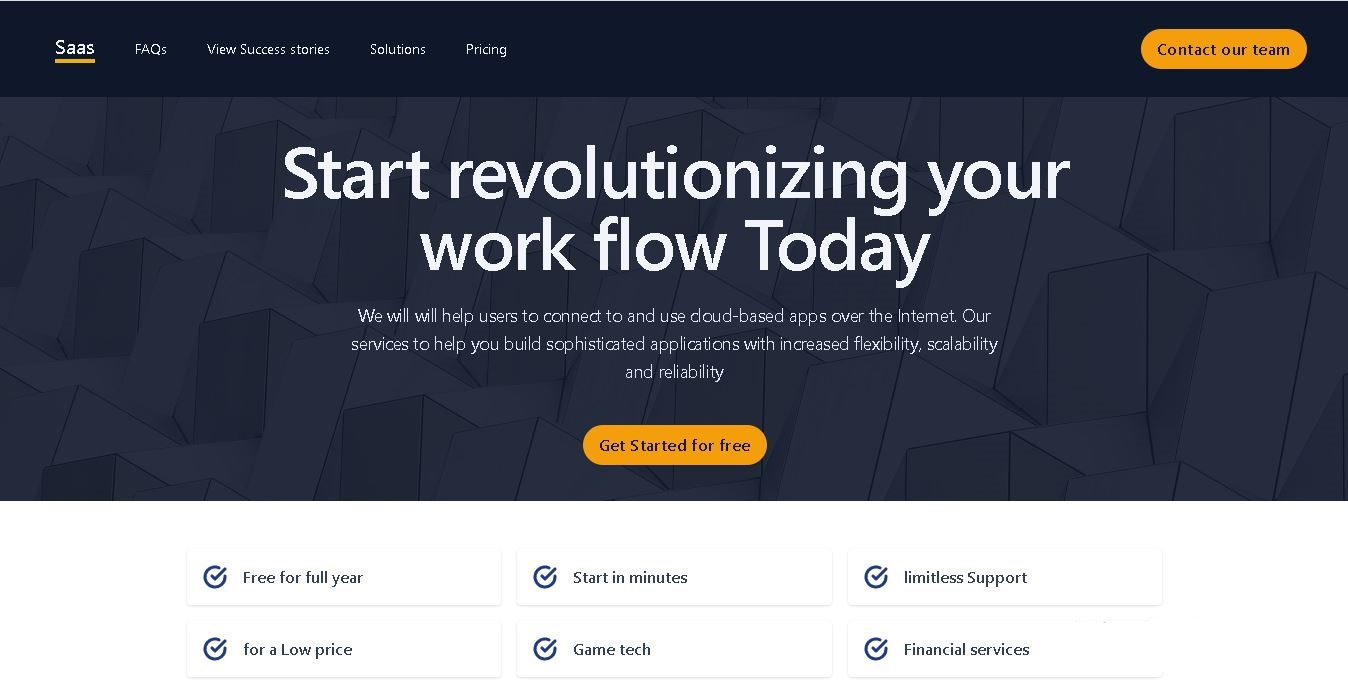 Saas FAQs View Success stories Solutions Pricing Contact our team
Start revolutionizing your
work flow Today
We will will help users to connect to and use cloud-based apps over the Internet. Our
services to help you build sophisticated applications with increased flexibility, scalability
and reliability
Get Started for free
Free for full year Start in minutes limitless Support
for a Low price Game tech Financial services